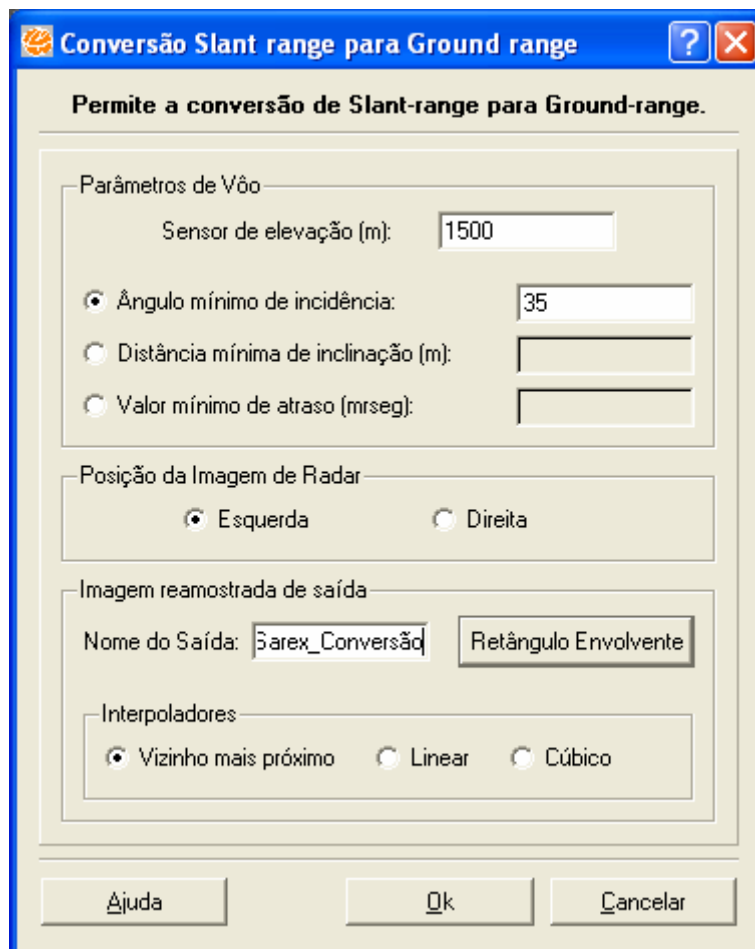 Conversão Slant range para Ground range
Permite a conversão de Slant-range para Ground-range.
Parâmetros de Vôo
Sensor de elevação (m): 1500
Ângulo mínimo de incidência: 35
Distância mínima de inclinação (m):
Valor mínimo de atraso (mrseg):
Posição da Imagem de Radar
Esquerda Direita
Imagem reamostrada de saída
Nome do Saída: Sarex_Conversão Retângulo Envolvente
Interpoladores
Vizinho mais próximo Linear Cúbico
Ajuda Ok Cancelar